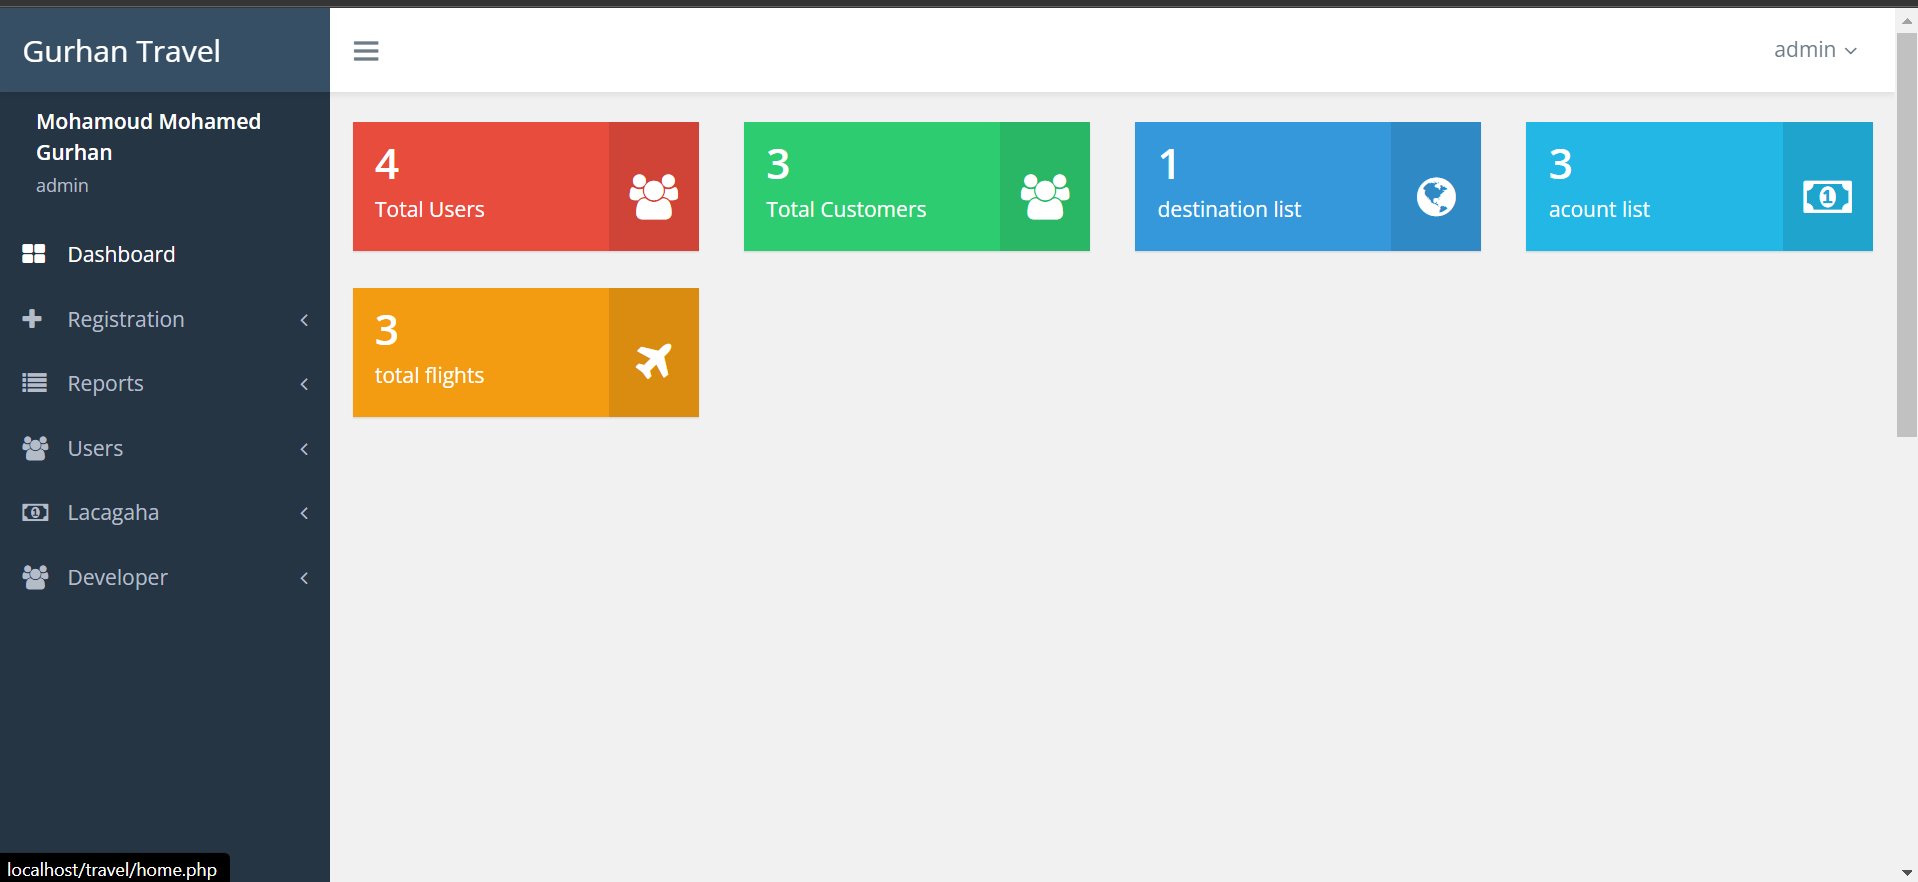 Gurhan Travel
admin
Mohamoud Mohamed
Gurhan
admin
Dashboard
Registration
Reports
Users
Lacagaha
Developer
4
Total Users
3
Total Customers
1
destination list
3
acount list
1
3
total flights
localhost/travel/home.php